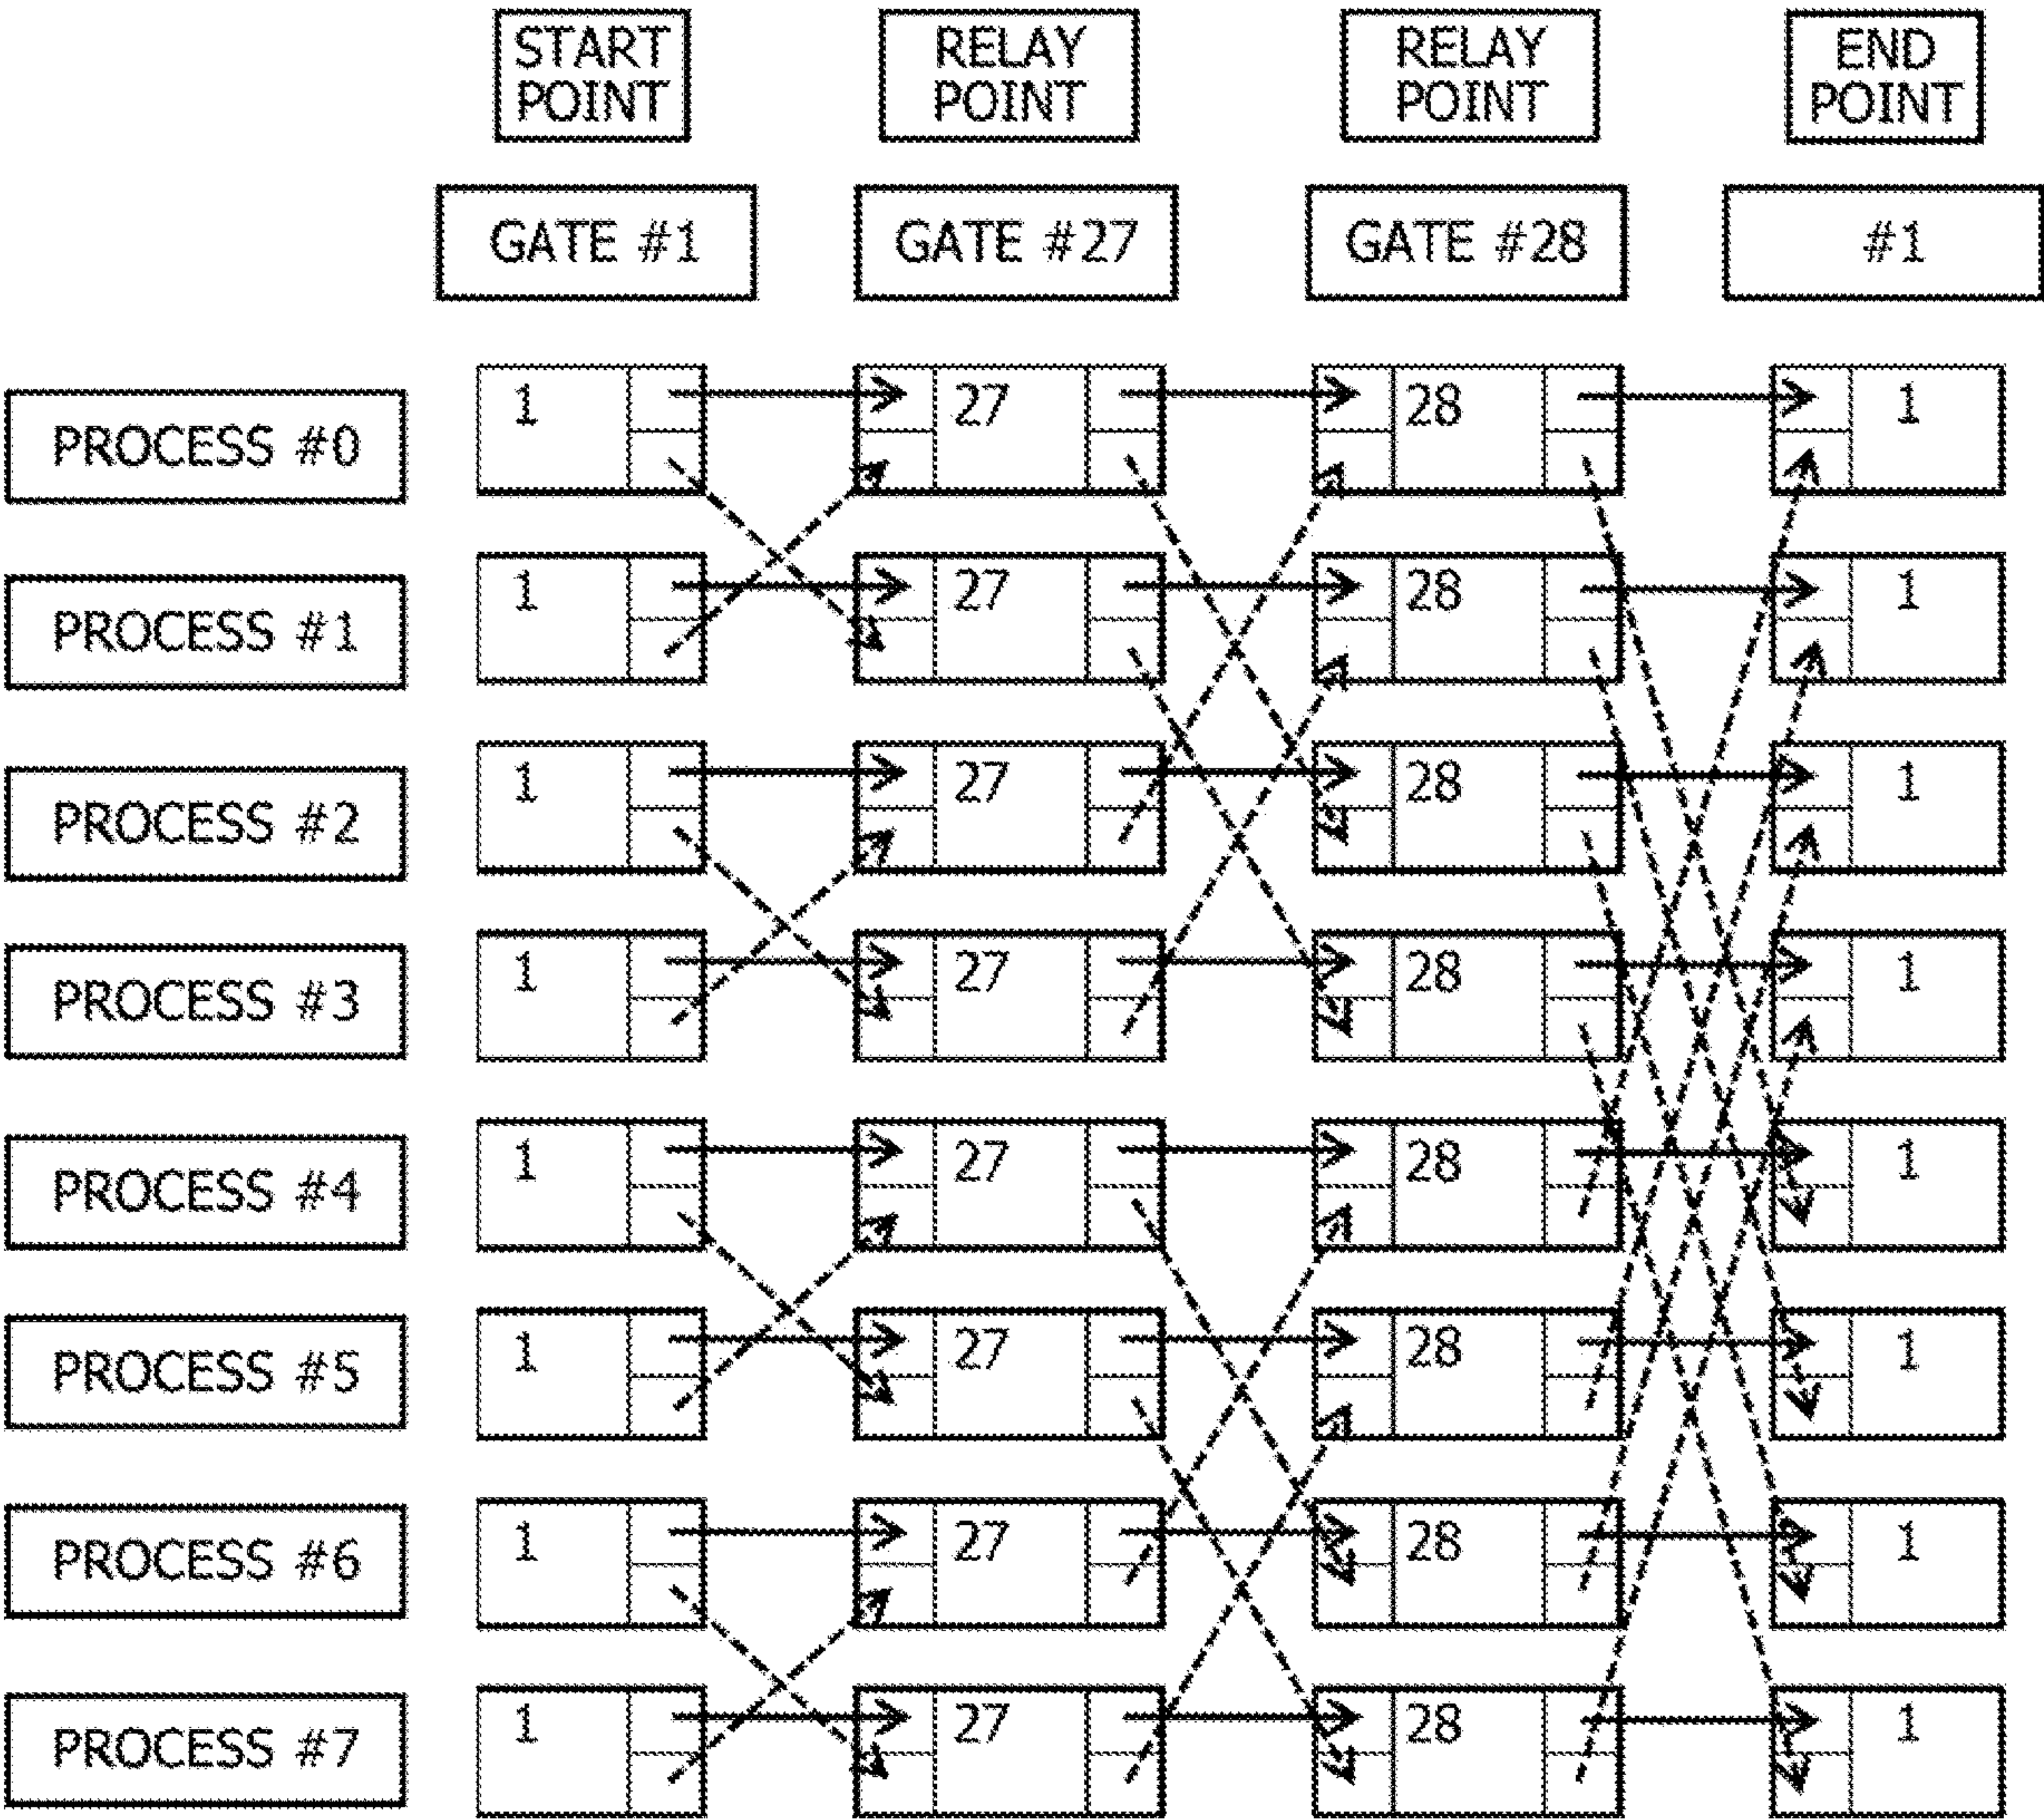 START RELAY RELAY END
POINT POINT POINT POINT
GATE #1 GATE #27 GATE #28 #1
PROCESS #0 1 27 28 1
PROCESS #1 1 27 28 1
PROCESS #2 1 27 28 1
PROCESS #3 1 27 28 1
PROCESS #4 1 27 28 1
PROCESS #5 1 27 28 1
PROCESS #6 1 27 28 1
PROCESS #7 1 27 28 1